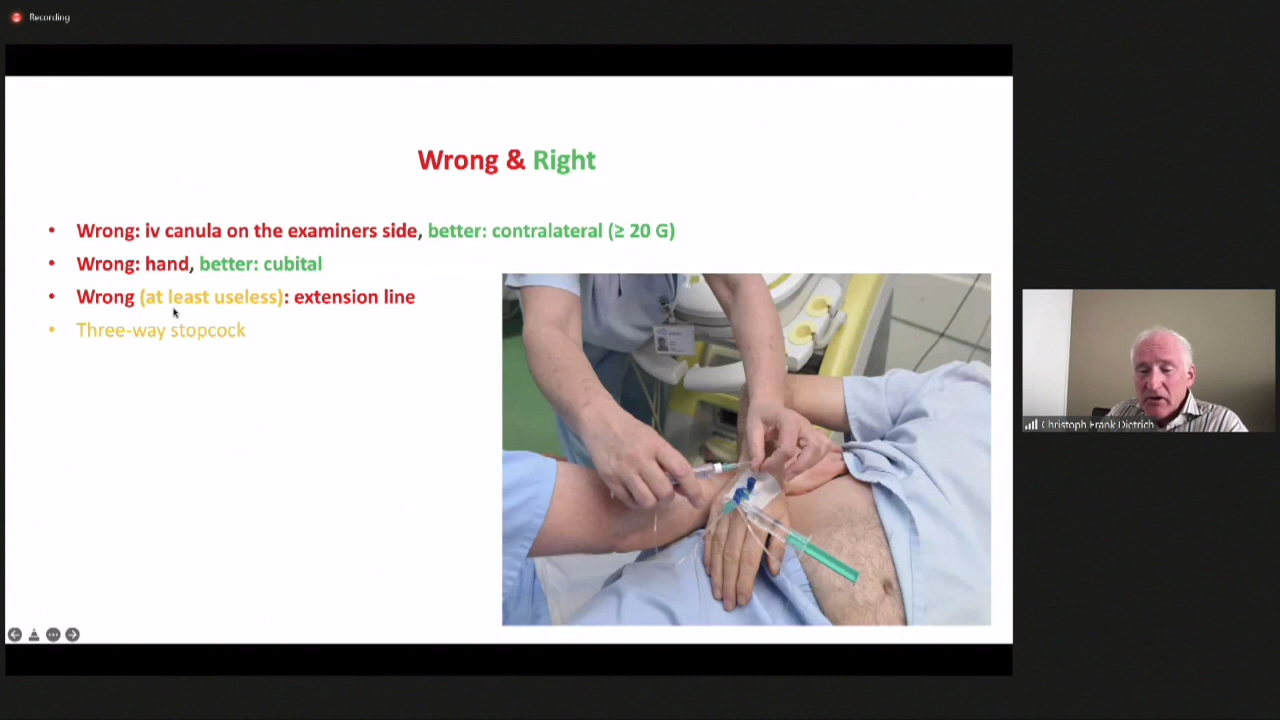 Recording
Wrong & Right
• Wrong: iv canula on the examiners side, better: contralateral (≥ 20 G)
• Wrong: hand, better: cubital
• Wrong (at least useless): extension line
• Three-way stopcock
Christoph Frank Dietrich